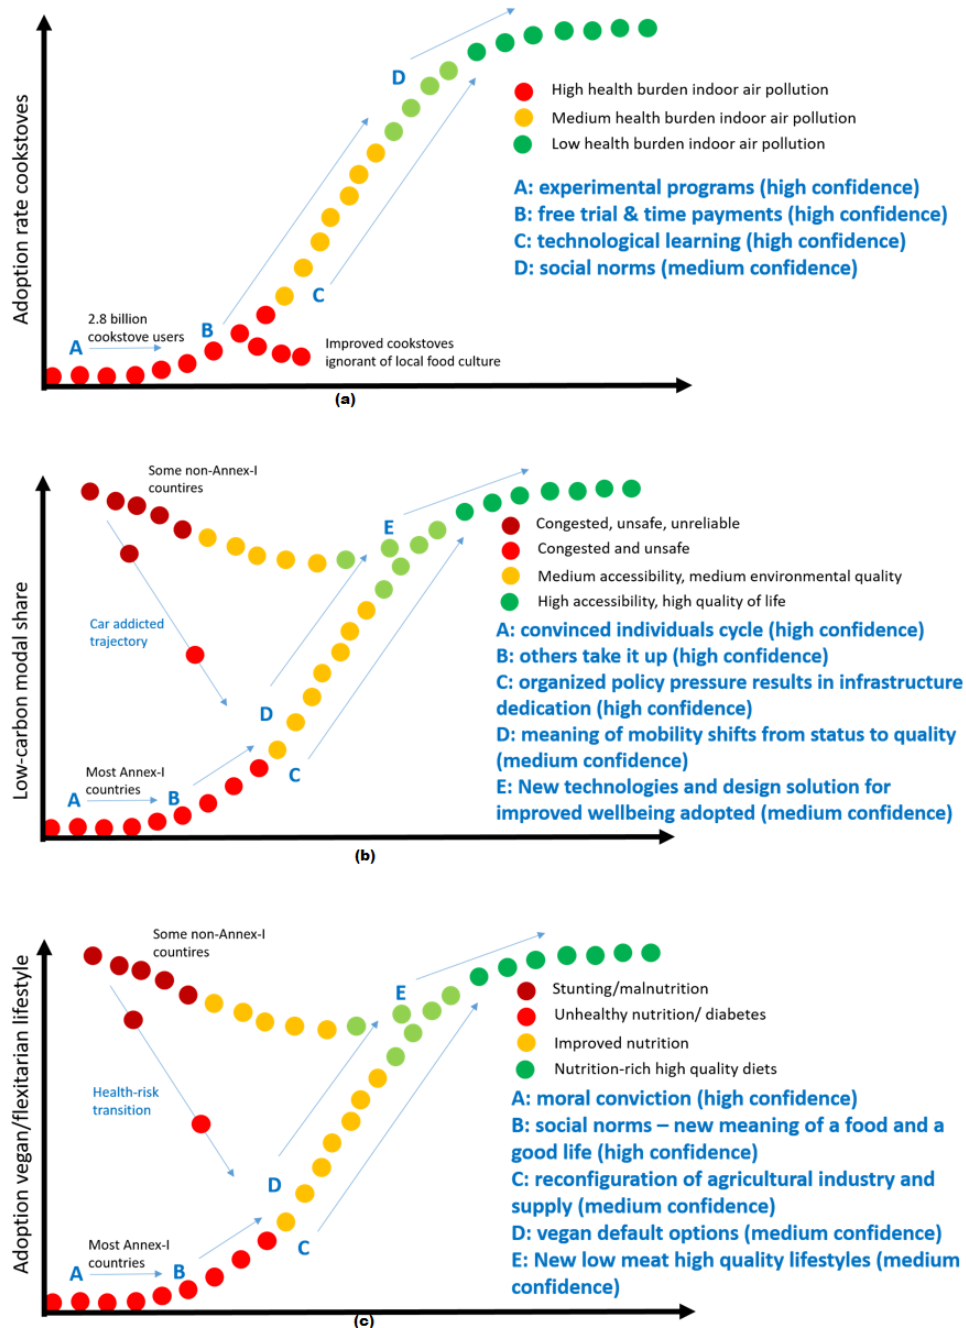 Adoption rate cookstoves
D
High health burden indoor air pollution
Medium health burden indoor air pollution
Low health burden indoor air pollution
A: experimental programs (high confidence)
B: free trial & time payments (high confidence)
C: technological learning (high confidence)
D: social norms (medium confidence)
C
2.8 billion
cookstove users
A
B
Improved cookstoves
ignorant of local food culture
(a)
Low-carbon modal share
Some non-Annex-I
countires
E
Congested, unsafe, unreliable
Congested and unsafe
Medium accessibility, medium environmental quality
High accessibility, high quality of life
Car addicted
trajectory
A: convinced individuals cycle (high confidence)
B: others take it up (high confidence)
C: organized policy pressure results in infrastructure
dedication (high confidence)
D: meaning of mobility shifts from status to quality
(medium confidence)
E: New technologies and design solution for
improved wellbeing adopted (medium confidence)
D
C
Most Annex-I
countries
A
B
(b)
Adoption vegan/flexitarian lifestyle
Some non-Annex-I
countires
E
Stunting/malnutrition
Unhealthy nutrition/ diabetes
Improved nutrition
Nutrition-rich high quality diets
Health-risk
transition
A: moral conviction (high confidence)
B: social norms – new meaning of a food and a
good life (high confidence)
C: reconfiguration of agricultural industry and
supply (medium confidence)
D: vegan default options (medium confidence)
E: New low meat high quality lifestyles (medium
confidence)
D
C
Most Annex-I
countries
A
B
(c)